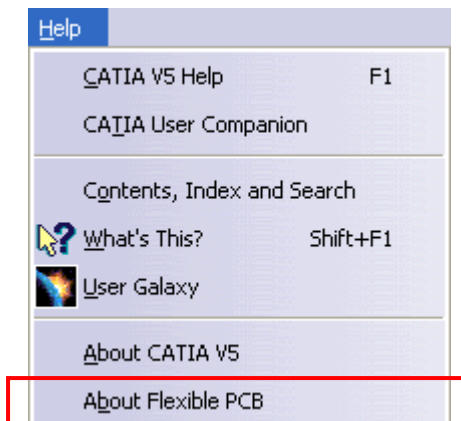 Help
CATIA V5 Help F1
CATIA User Companion
Contents, Index and Search
What's This? Shift+F1
User Galaxy
About CATIA V5
About Flexible PCB